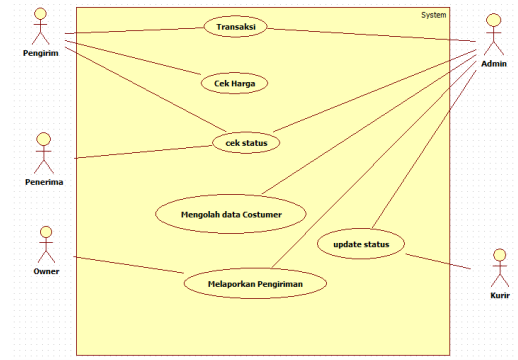 System
Transaksi
Pengirim
Admin
Cek Harga
cek status
Penerima
Mengolah data Costumer
update status
Owner
Melaporkan Pengiriman
Kurir